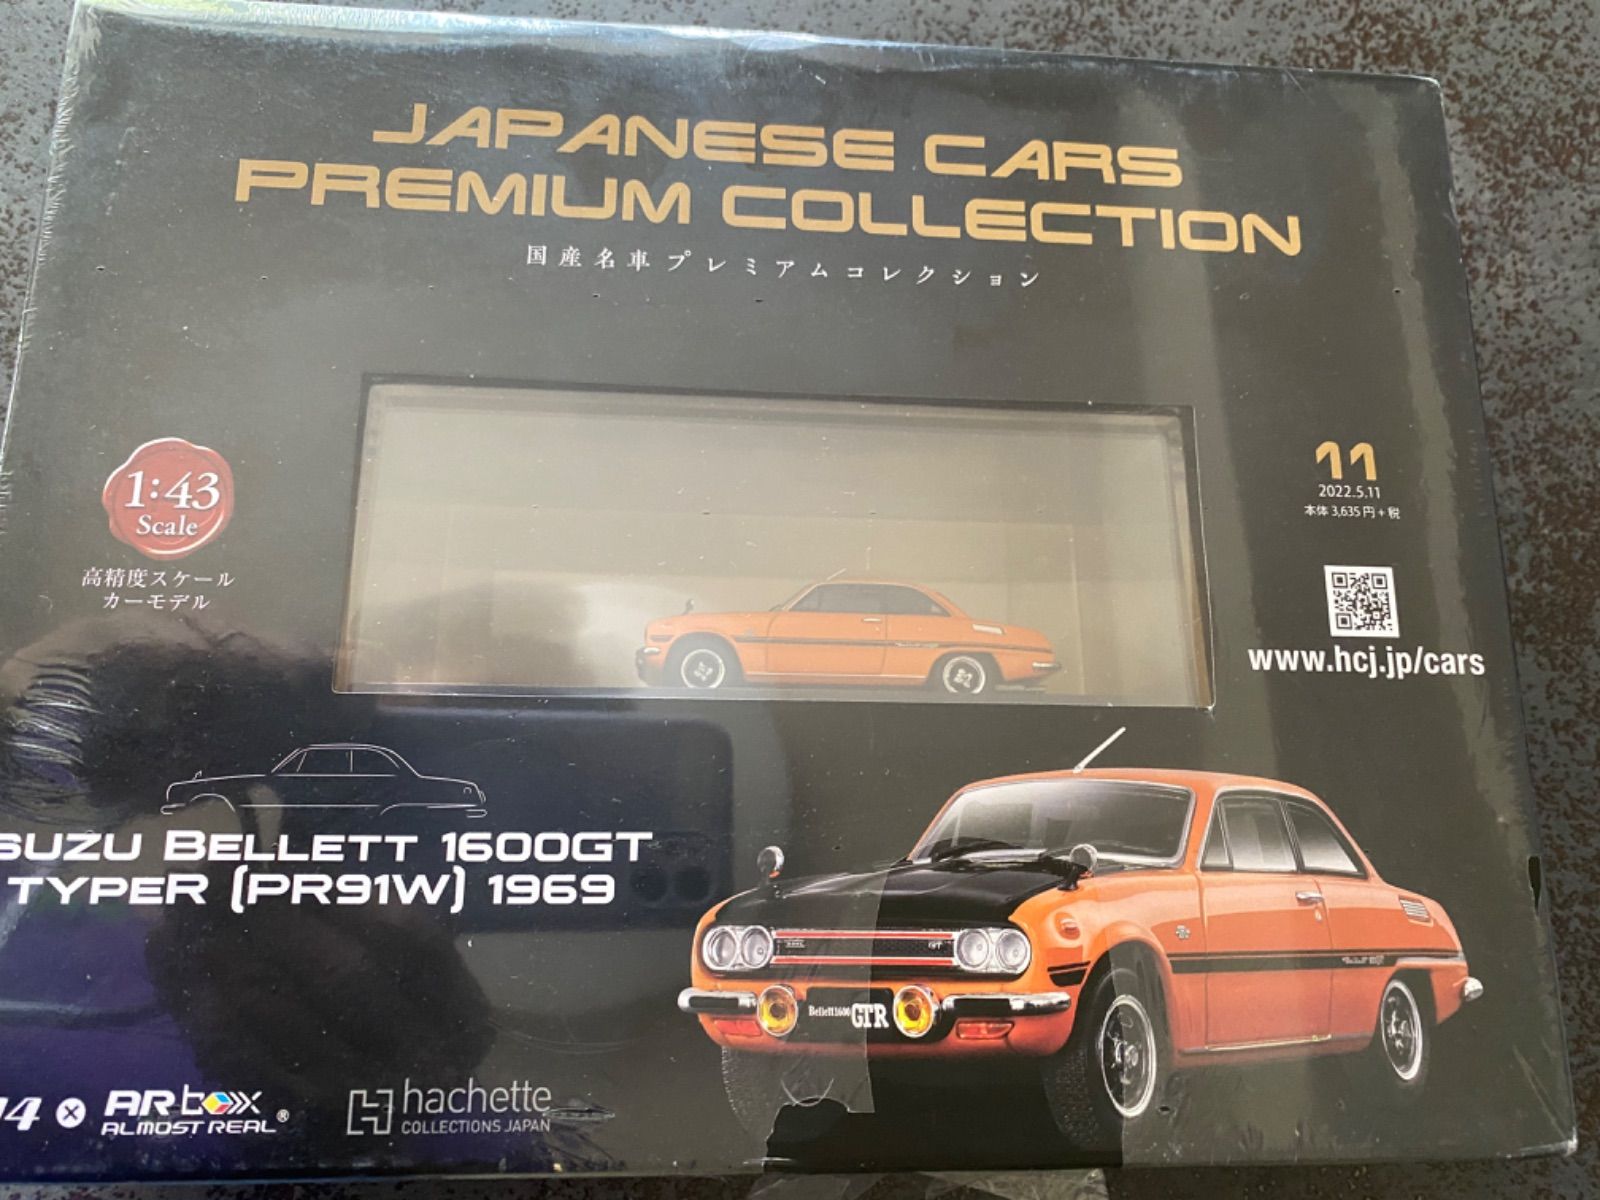 JAPANESE CARS
PREMIUM COLLECTION
国産名車プレミアムコレクション
1:43
Scale
高精度スケール
カーモデル
11
2022.5.11
本体 3,635円+税
www.hcj.jp/cars
SUZU BELLETT 1600GT
TYPER (PR91W) 1969
GT
Bellett1600 GTR
4 × ARbox®
ALMOST REAL
hachette
COLLECTIONS JAPAN